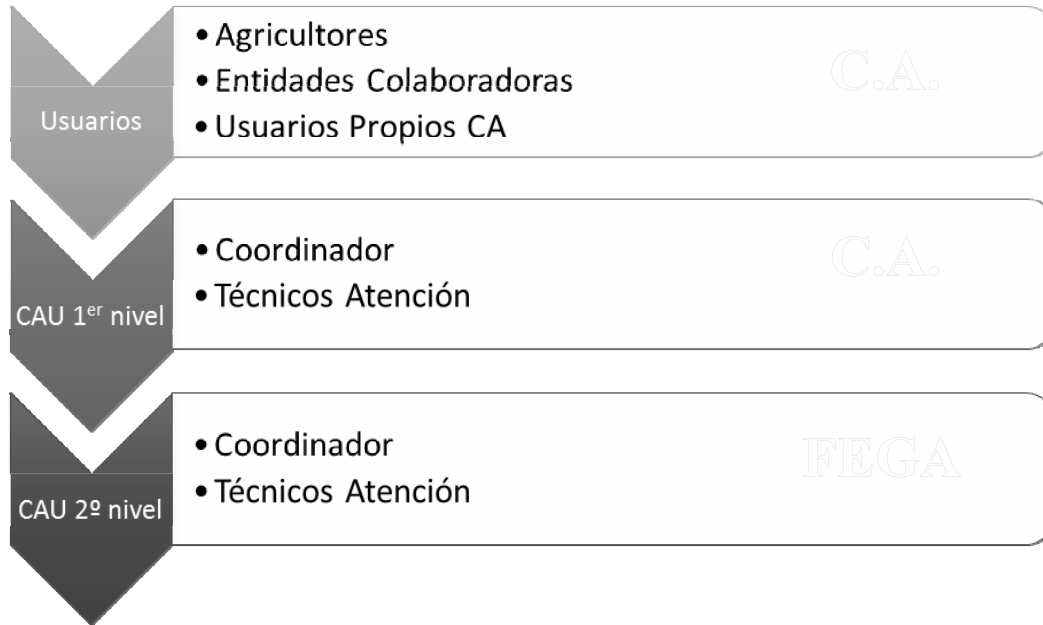 Usuarios
• Agricultores
• Entidades Colaboradoras
• Usuarios Propios CA
C.A.
CAU 1er nivel
• Coordinador
• Técnicos Atención
C.A.
CAU 2º nivel
• Coordinador
• Técnicos Atención
FEGA